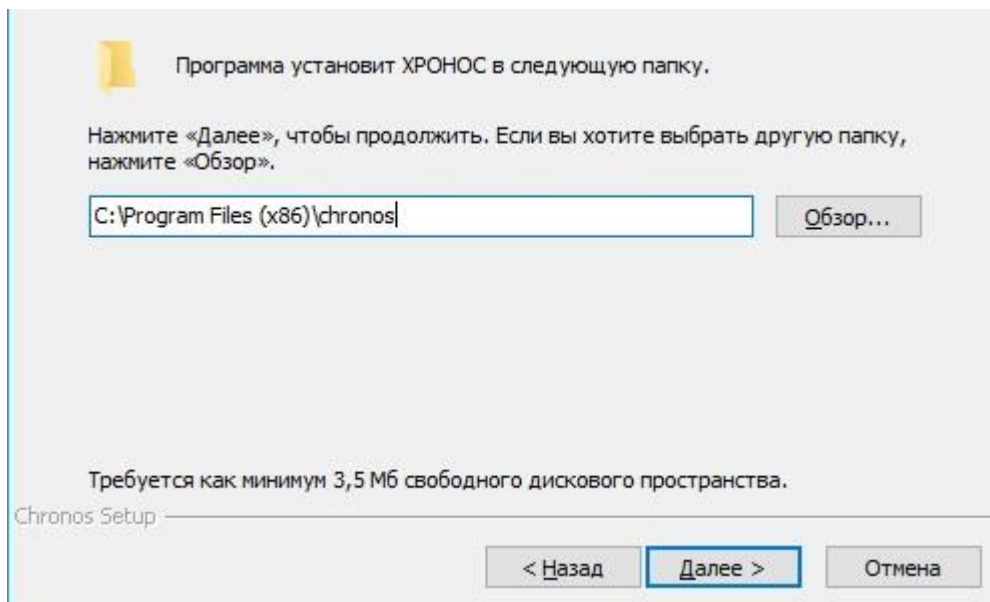 Программа установит ХРОНОС в следующую папку.
Нажмите «Далее», чтобы продолжить. Если вы хотите выбрать другую папку,
нажмите «Обзор».
C:\Program Files (x86)\chronos
Обзор...
Требуется как минимум 3,5 Мб свободного дискового пространства.
Chronos Setup
< Назад Далее > Отмена